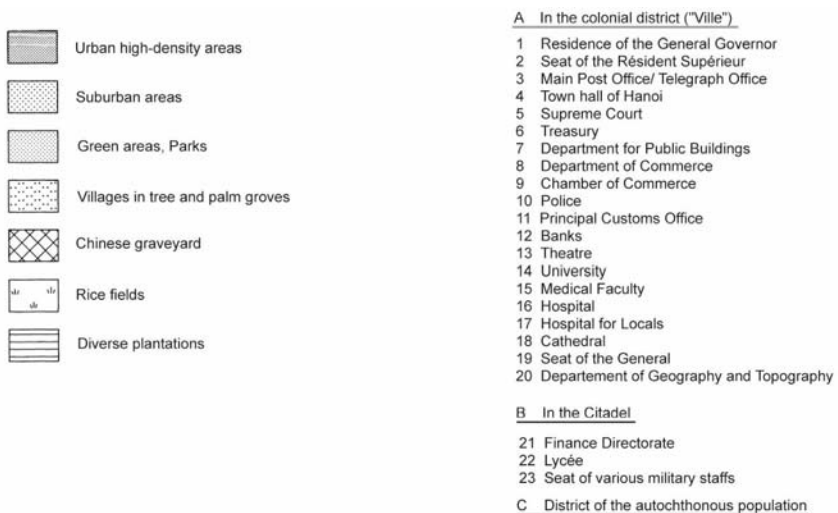 Urban high-density areas
Suburban areas
Green areas, Parks
Villages in tree and palm groves
Chinese graveyard
Rice fields
Diverse plantations
A In the colonial district ("Ville")
1 Residence of the General Governor
2 Seat of the Résident Supérieur
3 Main Post Office/ Telegraph Office
4 Town hall of Hanoi
5 Supreme Court
6 Treasury
7 Department for Public Buildings
8 Department of Commerce
9 Chamber of Commerce
10 Police
11 Principal Customs Office
12 Banks
13 Theatre
14 University
15 Medical Faculty
16 Hospital
17 Hospital for Locals
18 Cathedral
19 Seat of the General
20 Departement of Geography and Topography
B In the Citadel
21 Finance Directorate
22 Lycée
23 Seat of various military staffs
C District of the autochthonous population